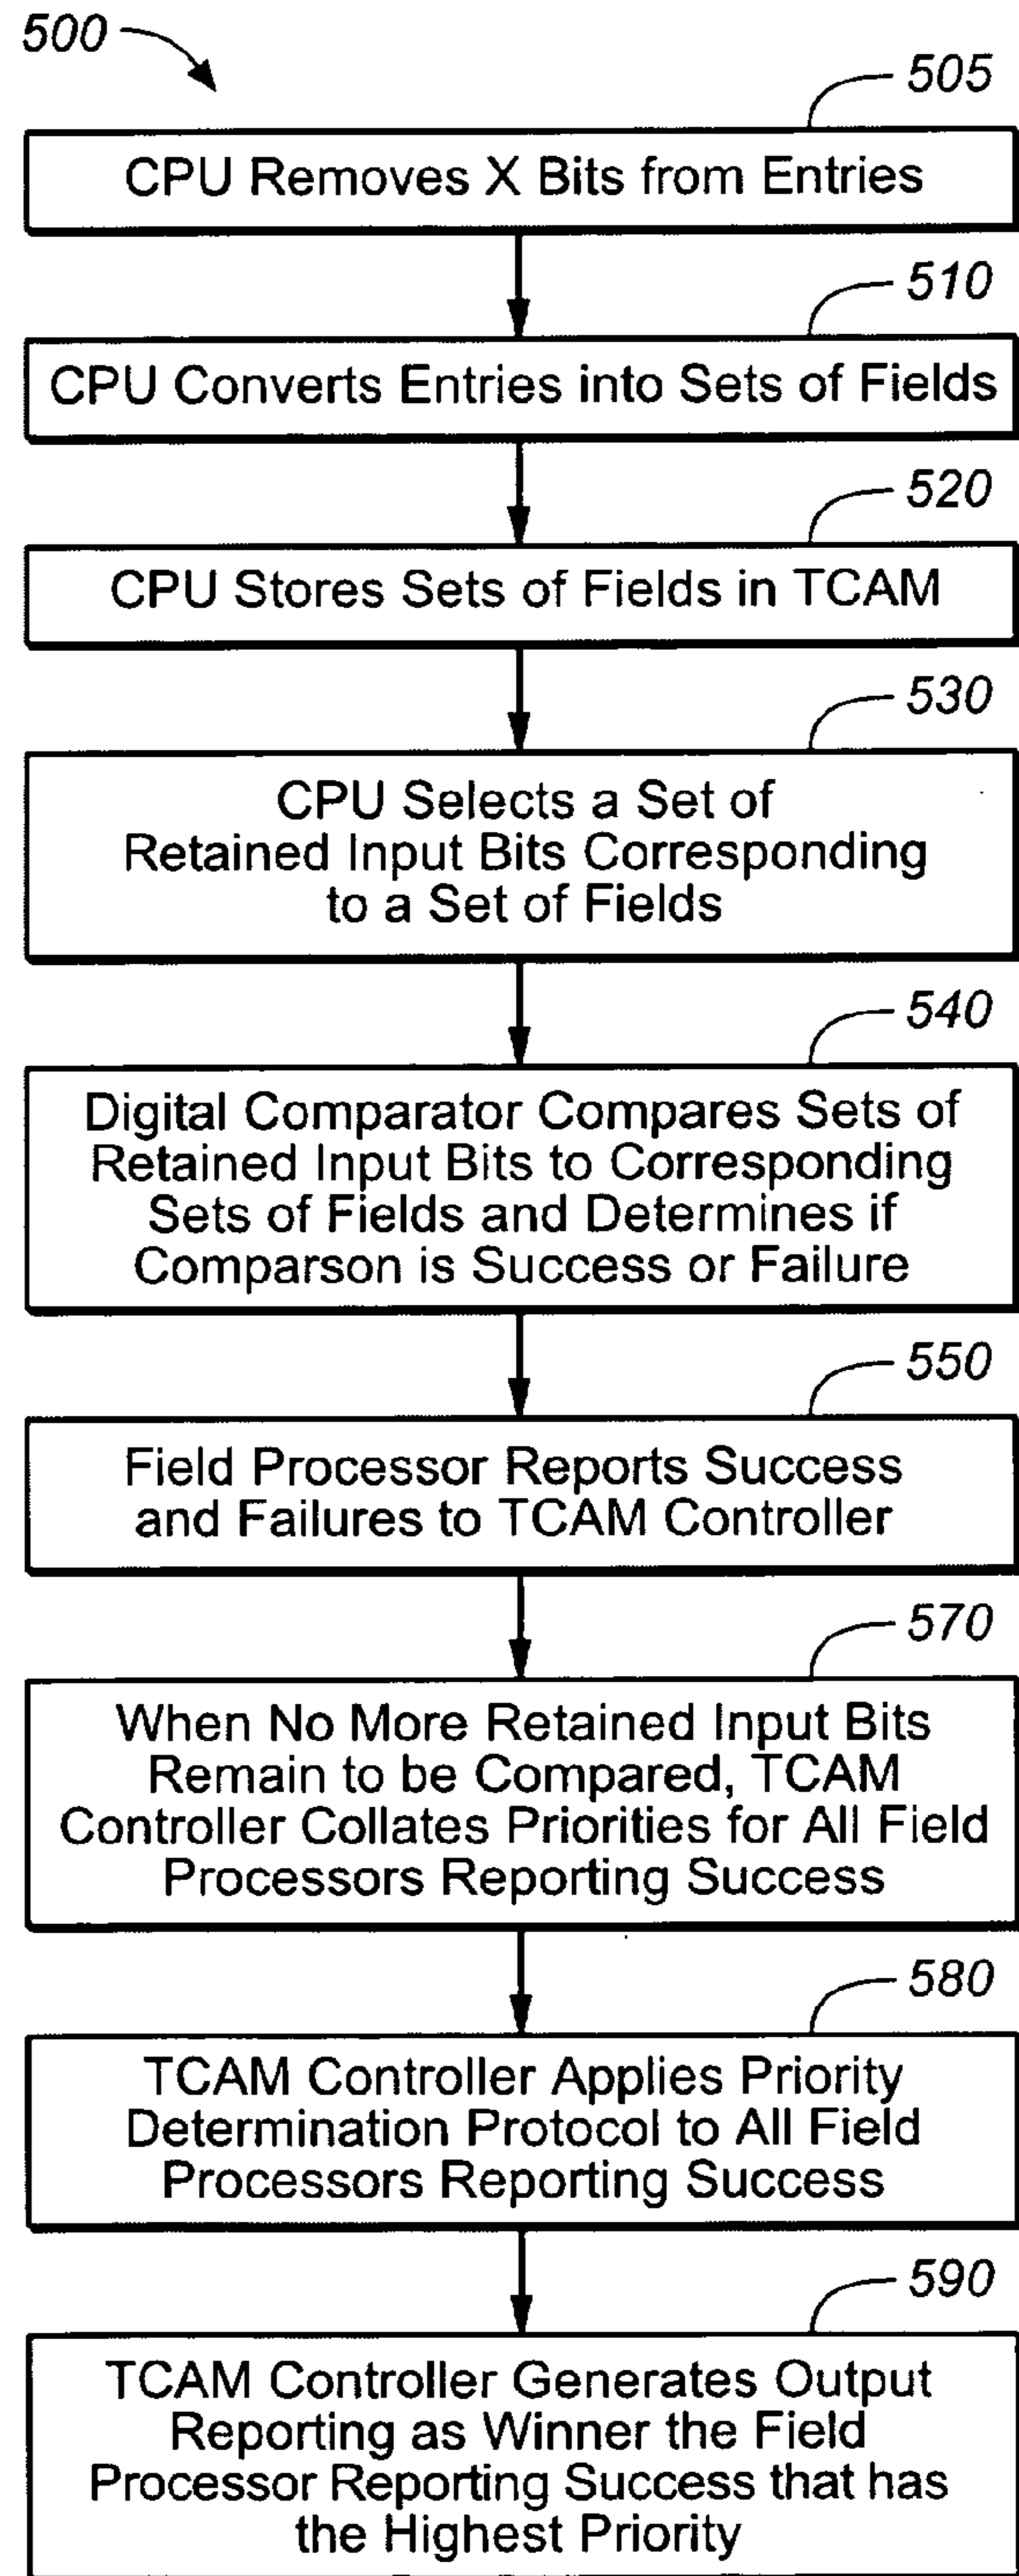 500
505
CPU Removes X Bits from Entries
510
CPU Converts Entries into Sets of Fields
520
CPU Stores Sets of Fields in TCAM
530
CPU Selects a Set of
Retained Input Bits Corresponding
to a Set of Fields
540
Digital Comparator Compares Sets of
Retained Input Bits to Corresponding
Sets of Fields and Determines if
Comparson is Success or Failure
550
Field Processor Reports Success
and Failures to TCAM Controller
570
When No More Retained Input Bits
Remain to be Compared, TCAM
Controller Collates Priorities for All Field
Processors Reporting Success
580
TCAM Controller Applies Priority
Determination Protocol to All Field
Processors Reporting Success
590
TCAM Controller Generates Output
Reporting as Winner the Field
Processor Reporting Success that has
the Highest Priority